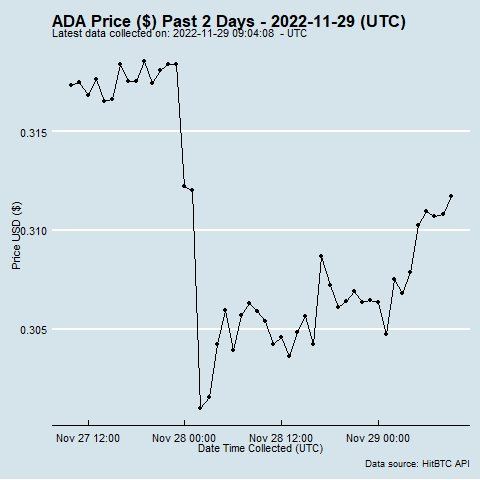 ADA Price ($) Past 2 Days - 2022-11-29 (UTC)
Latest data collected on: 2022-11-29 09:04:08  - UTC
Price USD ($)
0.315
0.310
0.305
Nov 27 12:00
Nov 28 00:00
Nov 28 12:00
Nov 29 00:00
Date Time Collected (UTC)
Data source: HitBTC API